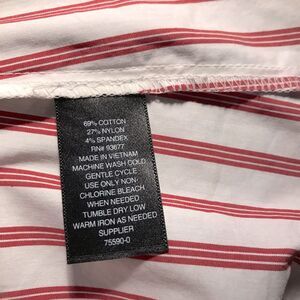 69% COTTON
27% NYLON
4% SPANDEX
RN# 93677
MADE IN VIETNAM
MACHINE WASH COLD
GENTLE CYCLE
USE ONLY NON-
CHLORINE BLEACH
WHEN NEEDED
TUMBLE DRY LOW
WARM IRON AS NEEDED
SUPPLIER
75590-0